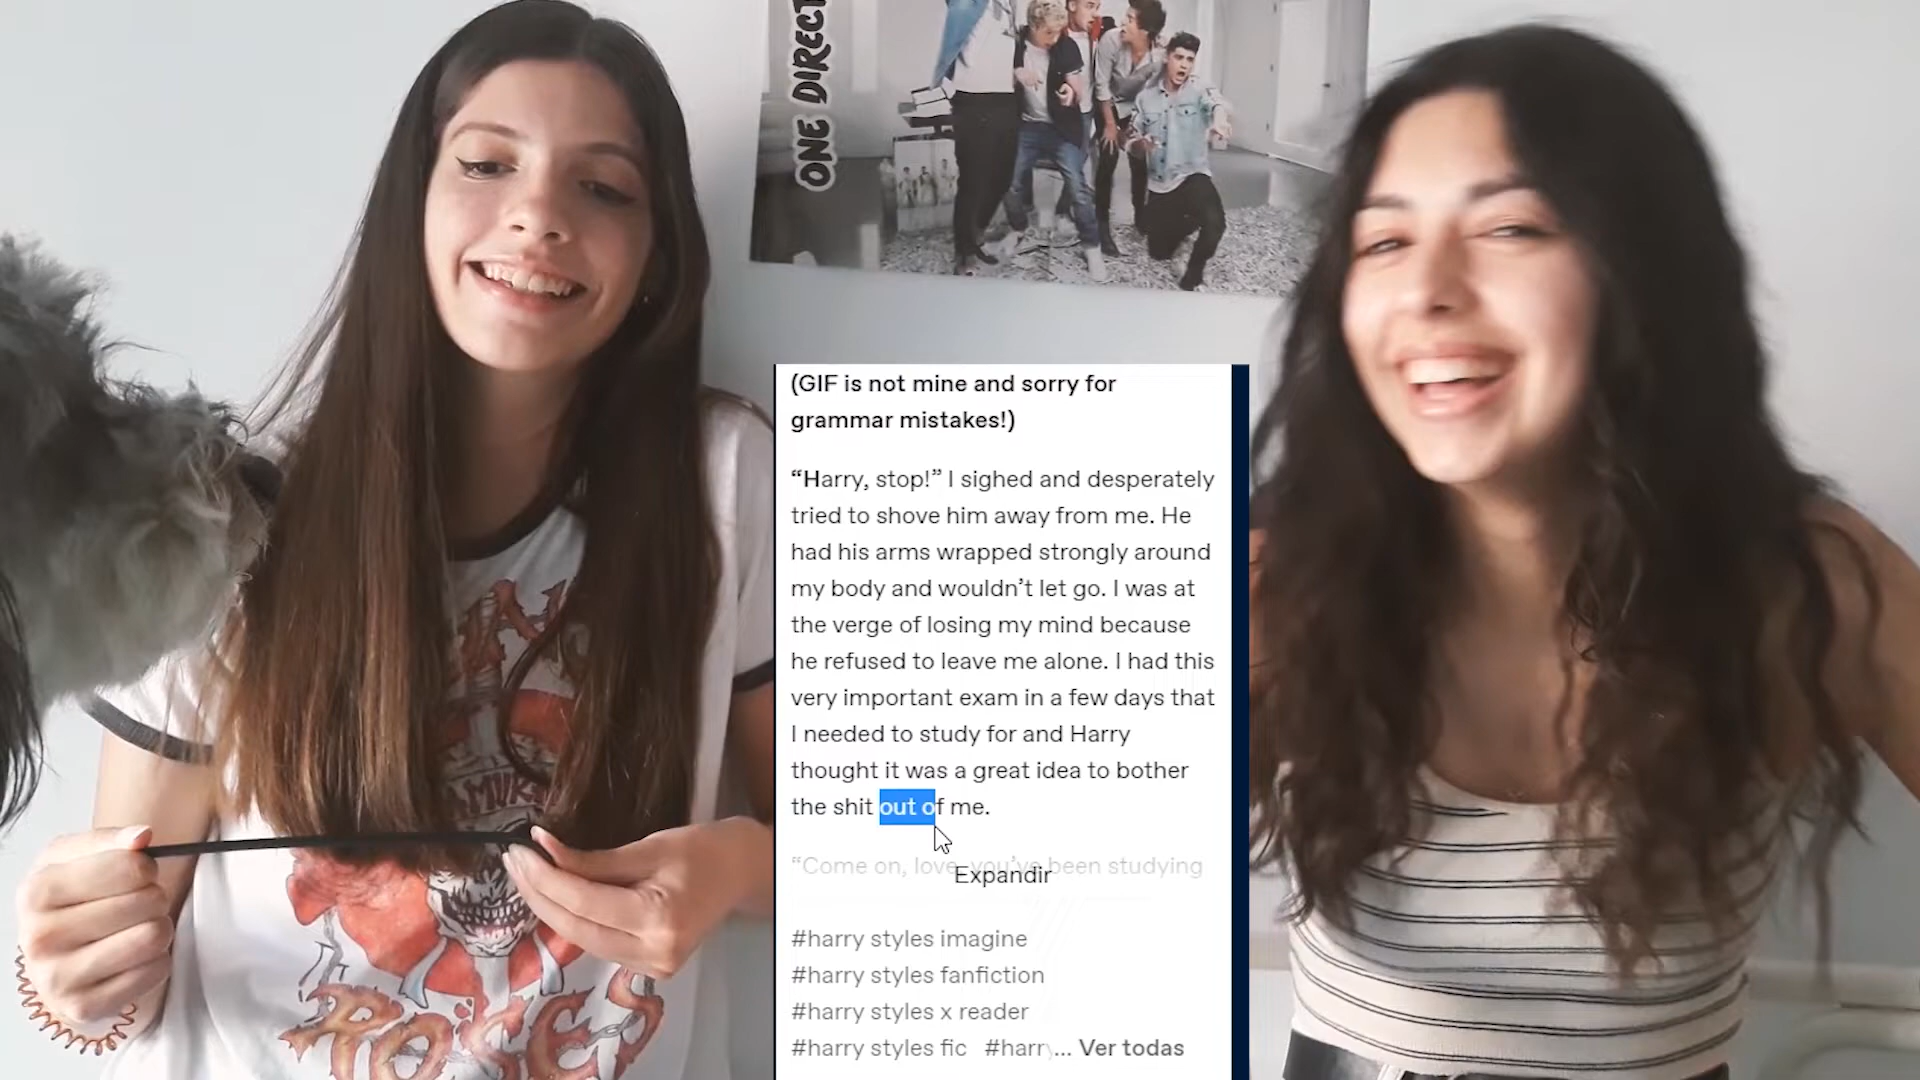 ONE DIRECT
(GIF is not mine and sorry for
grammar mistakes!)
“Harry, stop!” I sighed and desperately
tried to shove him away from me. He
had his arms wrapped strongly around
my body and wouldn’t let go. I was at
the verge of losing my mind because
he refused to leave me alone. I had this
very important exam in a few days that
I needed to study for and Harry
thought it was a great idea to bother
the shit out of me.
“Come on, love, you’ve been studying
Expandir
#harry styles imagine
#harry styles fanfiction
#harry styles x reader
#harry styles fic #harry... Ver todas
ROSES